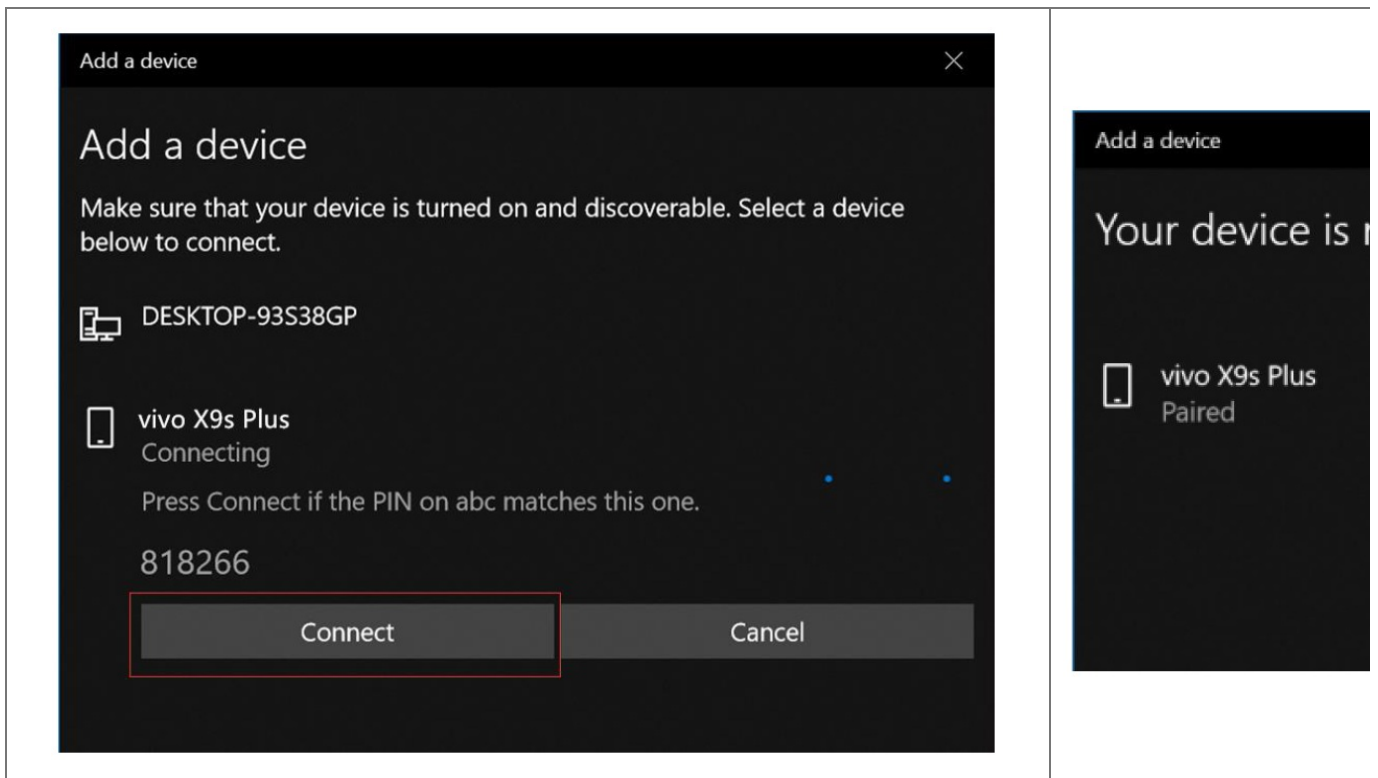 Add a device
Add a device
Make sure that your device is turned on and discoverable. Select a device
below to connect.
DESKTOP-93S38GP
vivo X9s Plus
Connecting
Press Connect if the PIN on abc matches this one.
818266
Connect
Cancel
Add a device
Your device is
vivo X9s Plus
Paired